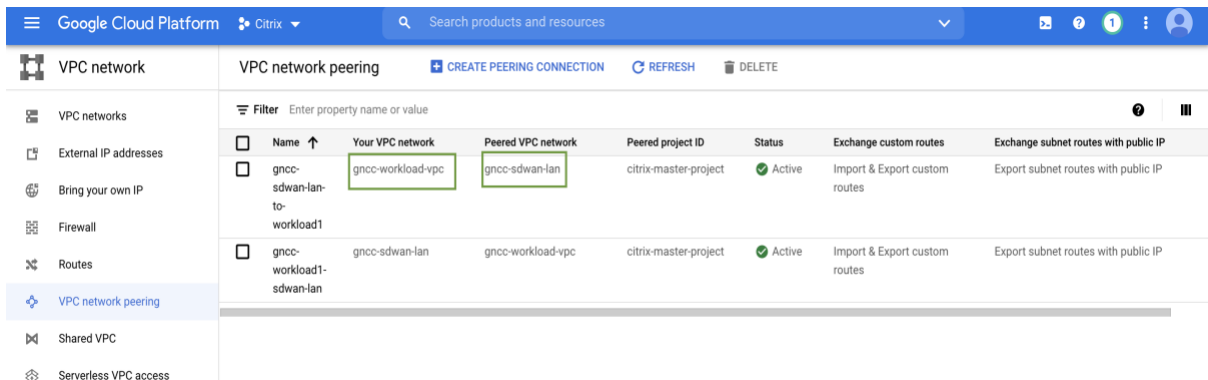 Google Cloud Platform Citrix Search products and resources 1
VPC network VPC network peering CREATE PEERING CONNECTION REFRESH DELETE
VPC networks
External IP addresses
Bring your own IP
Firewall
Routes
VPC network peering
Shared VPC
Serverless VPC access
Filter Enter property name or value
Name Your VPC network Peered VPC network Peered project ID Status Exchange custom routes Exchange subnet routes with public IP
gncc- gncc-workload-vpc gncc-sdwan-lan citrix-master-project Active Import & Export custom Export subnet routes with public IP
sdwan-lan- routes
to-
workload1
gncc- gncc-sdwan-lan gncc-workload-vpc citrix-master-project Active Import & Export custom Export subnet routes with public IP
workload1- routes
sdwan-lan